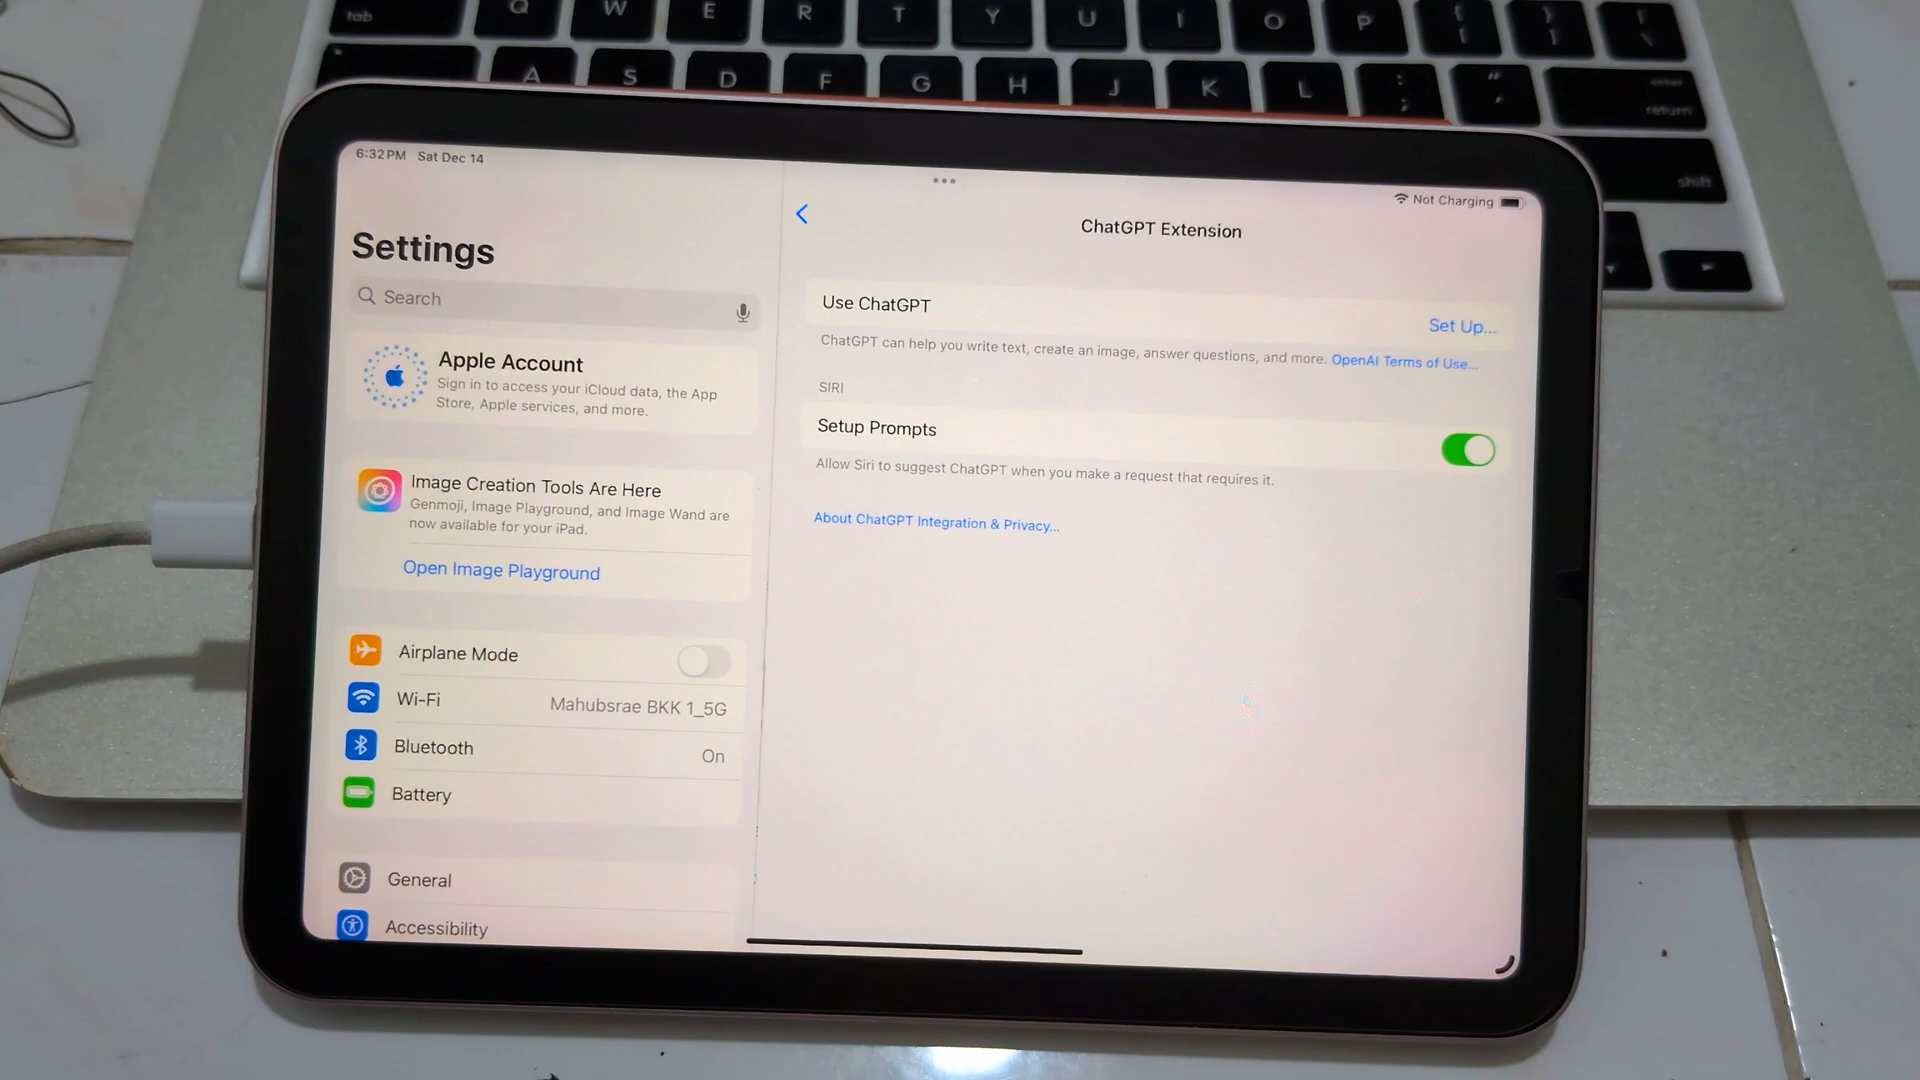 tab Q W E R T Y U I O P { [ } ]
A S D F G H J K L : ; " ' enter return
shift
6:32 PM Sat Dec 14
Not Charging
Settings
Search
Apple Account
Sign in to access your iCloud data, the App
Store, Apple services, and more.
Image Creation Tools Are Here
Genmoji, Image Playground, and Image Wand are
now available for your iPad.
Open Image Playground
Airplane Mode
Wi-Fi Mahubsrae BKK 1_5G
Bluetooth On
Battery
General
Accessibility
ChatGPT Extension
Use ChatGPT Set Up...
ChatGPT can help you write text, create an image, answer questions, and more. OpenAI Terms of Use...
SIRI
Setup Prompts
Allow Siri to suggest ChatGPT when you make a request that requires it.
About ChatGPT Integration & Privacy...